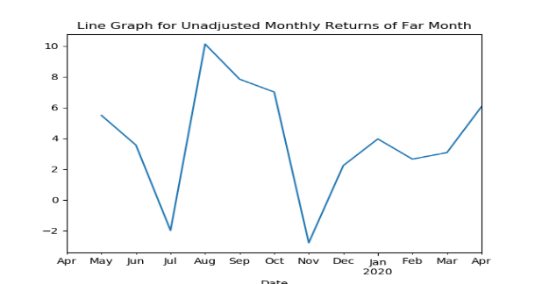 Line Graph for Unadjusted Monthly Returns of Far Month
10
8
6
4
2
0
−2
Apr May Jun Jul Aug Sep Oct Nov Dec Jan Feb Mar Apr
2020
Date